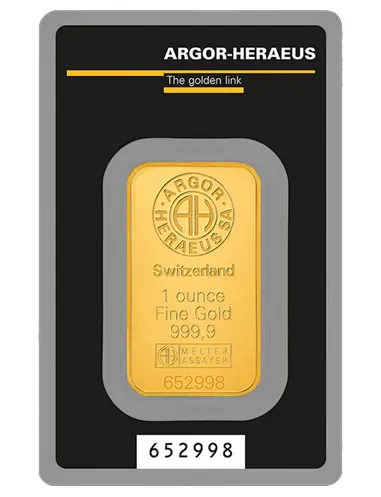 ARGOR-HERAEUS
The golden link
ARGOR
AH
HERAEUS SA
Switzerland
1 ounce
Fine Gold
999,9
AH MELTER
ASSAYER
652998
652998